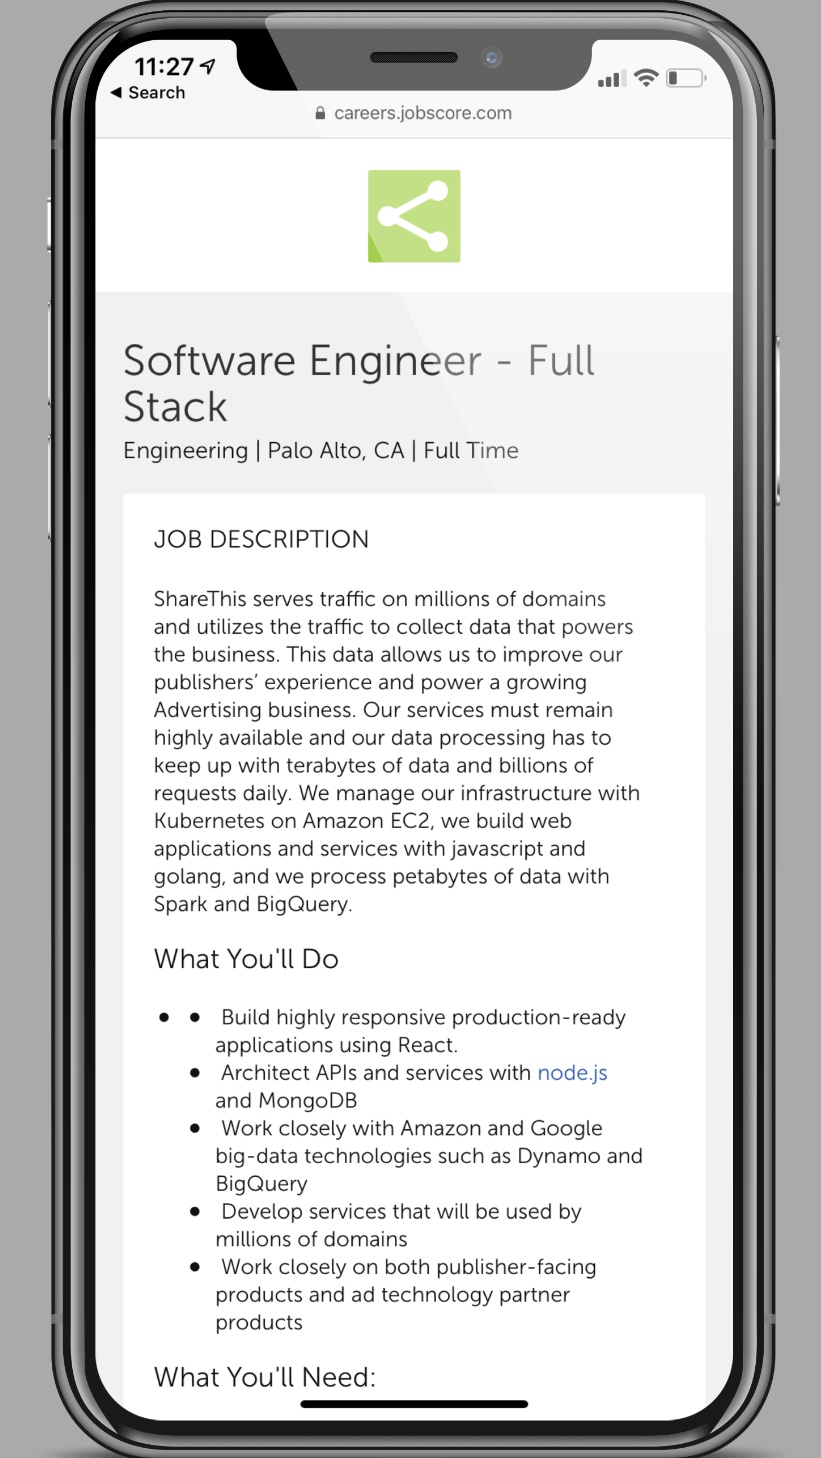 11:27
◀ Search
careers.jobscore.com
Software Engineer - Full
Stack
Engineering | Palo Alto, CA | Full Time
JOB DESCRIPTION
ShareThis serves traffic on millions of domains
and utilizes the traffic to collect data that powers
the business. This data allows us to improve our
publishers’ experience and power a growing
Advertising business. Our services must remain
highly available and our data processing has to
keep up with terabytes of data and billions of
requests daily. We manage our infrastructure with
Kubernetes on Amazon EC2, we build web
applications and services with javascript and
golang, and we process petabytes of data with
Spark and BigQuery.
What You'll Do
• • Build highly responsive production-ready
applications using React.
• Architect APIs and services with node.js
and MongoDB
• Work closely with Amazon and Google
big-data technologies such as Dynamo and
BigQuery
• Develop services that will be used by
millions of domains
• Work closely on both publisher-facing
products and ad technology partner
products
What You'll Need: